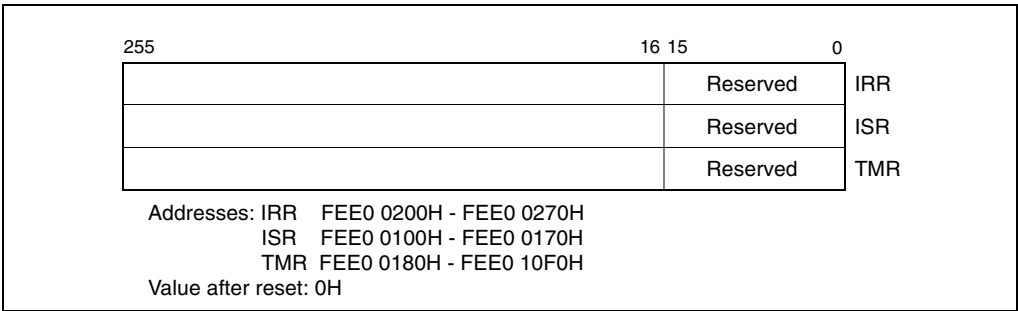 255 16 15 0
Reserved IRR
Reserved ISR
Reserved TMR
Addresses: IRR FEE0 0200H - FEE0 0270H
ISR FEE0 0100H - FEE0 0170H
TMR FEE0 0180H - FEE0 10F0H
Value after reset: 0H